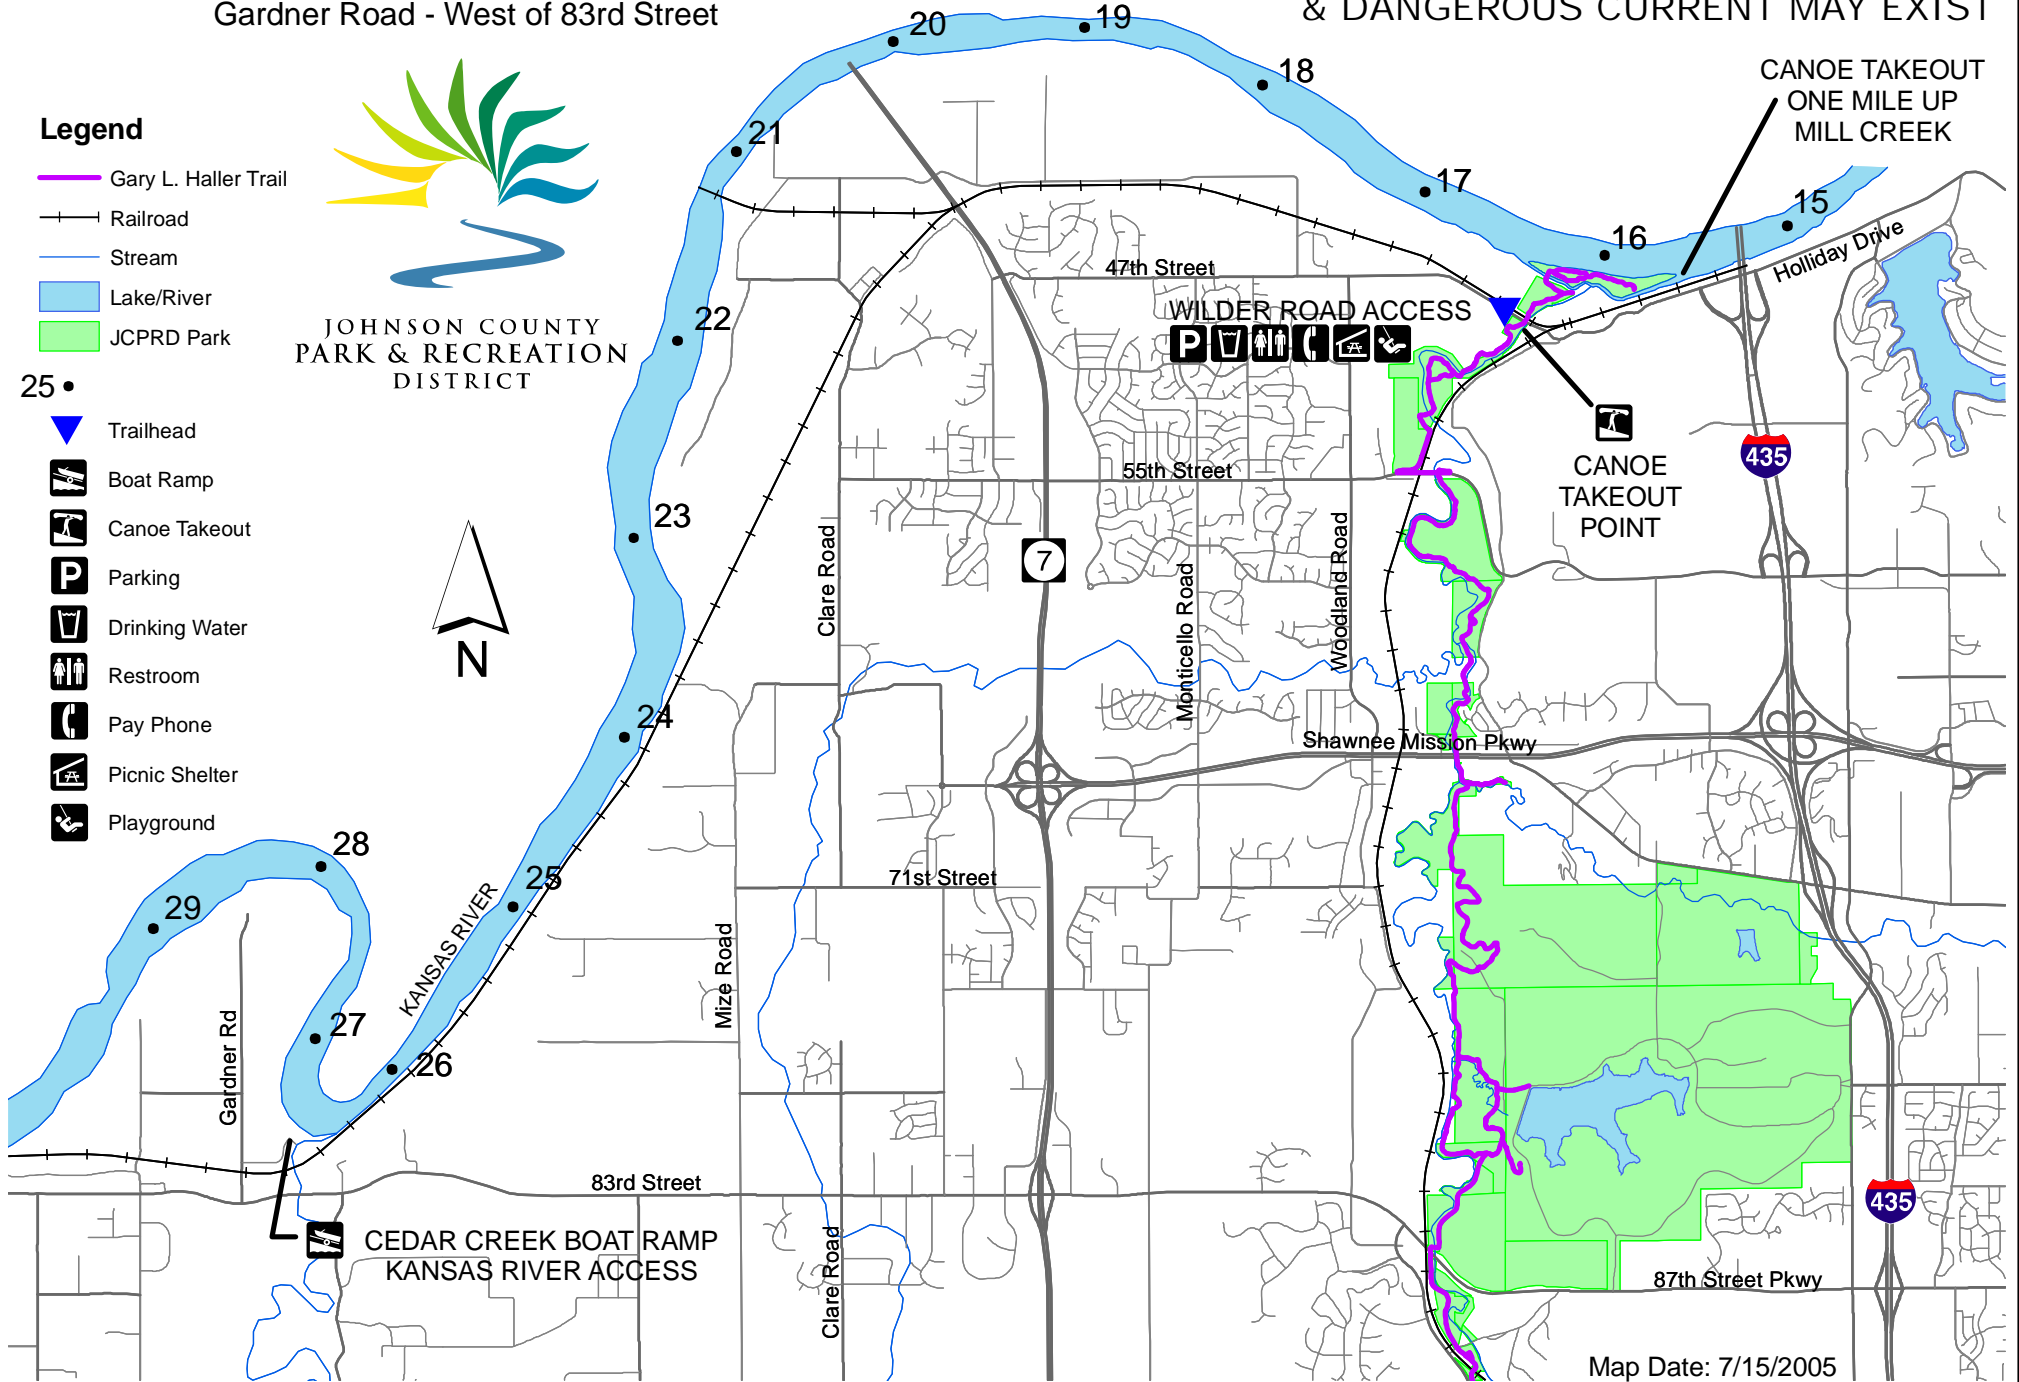 Gardner Road - West of 83rd Street
& DANGEROUS CURRENT MAY EXIST
CANOE TAKEOUT
ONE MILE UP
MILL CREEK
Legend
Gary L. Haller Trail
Railroad
Stream
Lake/River
JCPRD Park
25
Trailhead
Boat Ramp
Canoe Takeout
P
Parking
Drinking Water
Restroom
Pay Phone
Picnic Shelter
Playground
JOHNSON COUNTY
PARK & RECREATION
DISTRICT
N
20
19
18
21
17
15
16
22
23
24
25
26
27
28
29
Holliday Drive
47th Street
WILDER ROAD ACCESS
P
CANOE
TAKEOUT
POINT
435
55th Street
7
Clare Road
Monticello Road
Woodland Road
Shawnee Mission Pkwy
71st Street
KANSAS RIVER
Mize Road
Gardner Rd
83rd Street
CEDAR CREEK BOAT RAMP
KANSAS RIVER ACCESS
Clare Road
435
87th Street Pkwy
Map Date: 7/15/2005